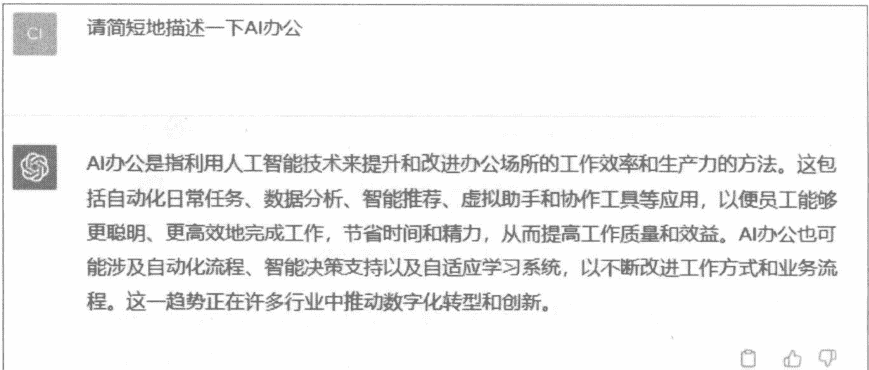 CI
请简短地描述一下AI办公
AI办公是指利用人工智能技术来提升和改进办公场所的工作效率和生产力的方法。这包
括自动化日常任务、数据分析、智能推荐、虚拟助手和协作工具等应用，以便员工能够
更聪明、更高效地完成工作，节省时间和精力，从而提高工作质量和效益。AI办公也可
能涉及自动化流程、智能决策支持以及自适应学习系统，以不断改进工作方式和业务流
程。这一趋势正在许多行业中推动数字化转型和创新。